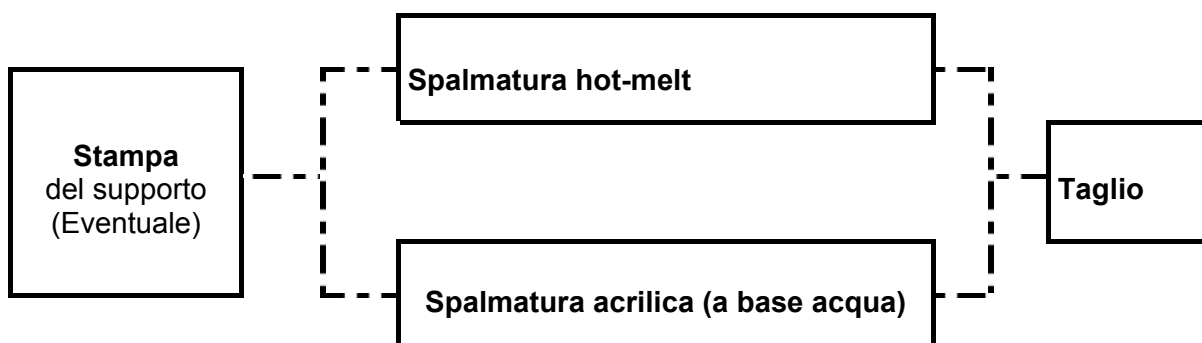 Stampa
del supporto
(Eventuale)
Spalmatura hot-melt
Spalmatura acrilica (a base acqua)
Taglio